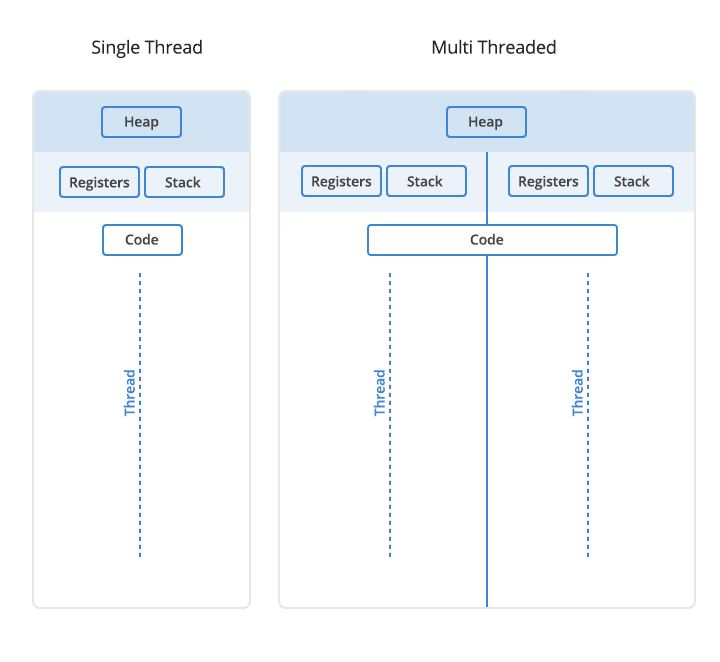 Single Thread
Multi Threaded
Heap
Registers Stack
Code
Thread
Heap
Registers Stack
Registers Stack
Code
Thread
Thread